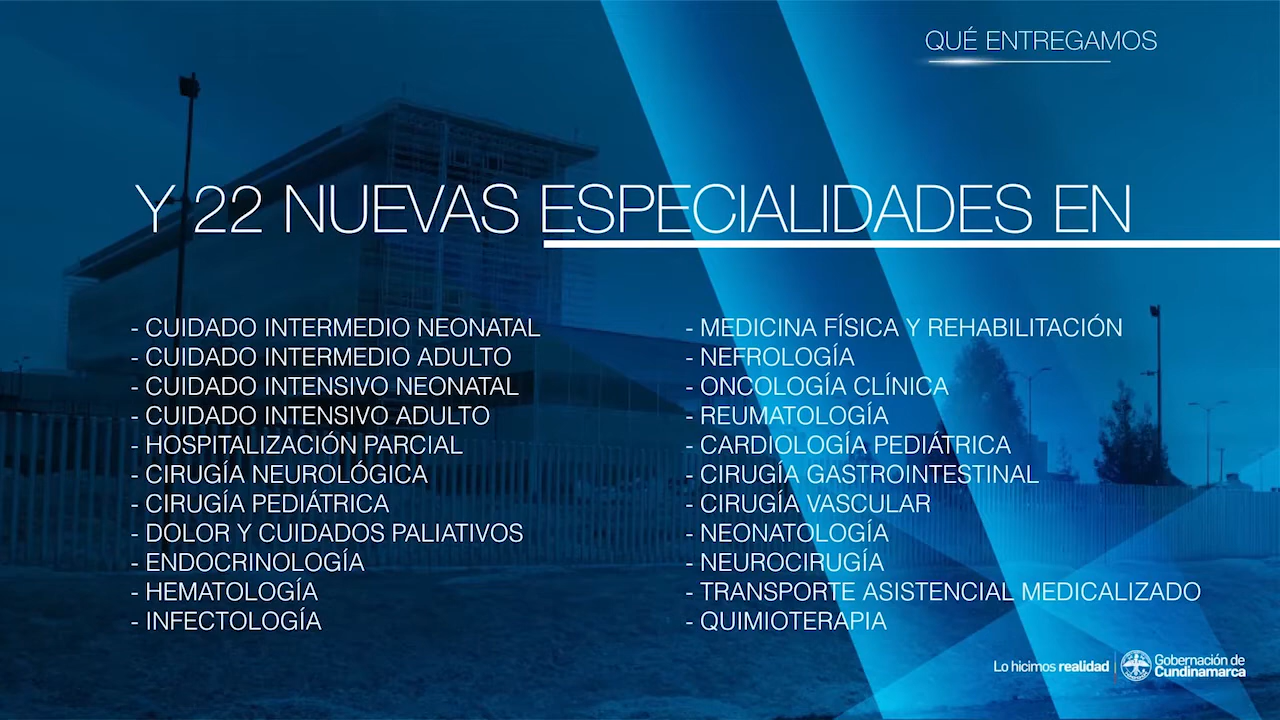 QUÉ ENTREGAMOS
Y 22 NUEVAS ESPECIALIDADES EN
- CUIDADO INTERMEDIO NEONATAL
- CUIDADO INTERMEDIO ADULTO
- CUIDADO INTENSIVO NEONATAL
- CUIDADO INTENSIVO ADULTO
- HOSPITALIZACIÓN PARCIAL
- CIRUGÍA NEUROLÓGICA
- CIRUGÍA PEDIÁTRICA
- DOLOR Y CUIDADOS PALIATIVOS
- ENDOCRINOLOGÍA
- HEMATOLOGÍA
- INFECTOLOGÍA
- MEDICINA FÍSICA Y REHABILITACIÓN
- NEFROLOGÍA
- ONCOLOGÍA CLÍNICA
- REUMATOLOGÍA
- CARDIOLOGÍA PEDIÁTRICA
- CIRUGÍA GASTROINTESTINAL
- CIRUGÍA VASCULAR
- NEONATOLOGÍA
- NEUROCIRUGÍA
- TRANSPORTE ASISTENCIAL MEDICALIZADO
- QUIMIOTERAPIA
Lo hicimos realidad
Gobernación de
Cundinamarca